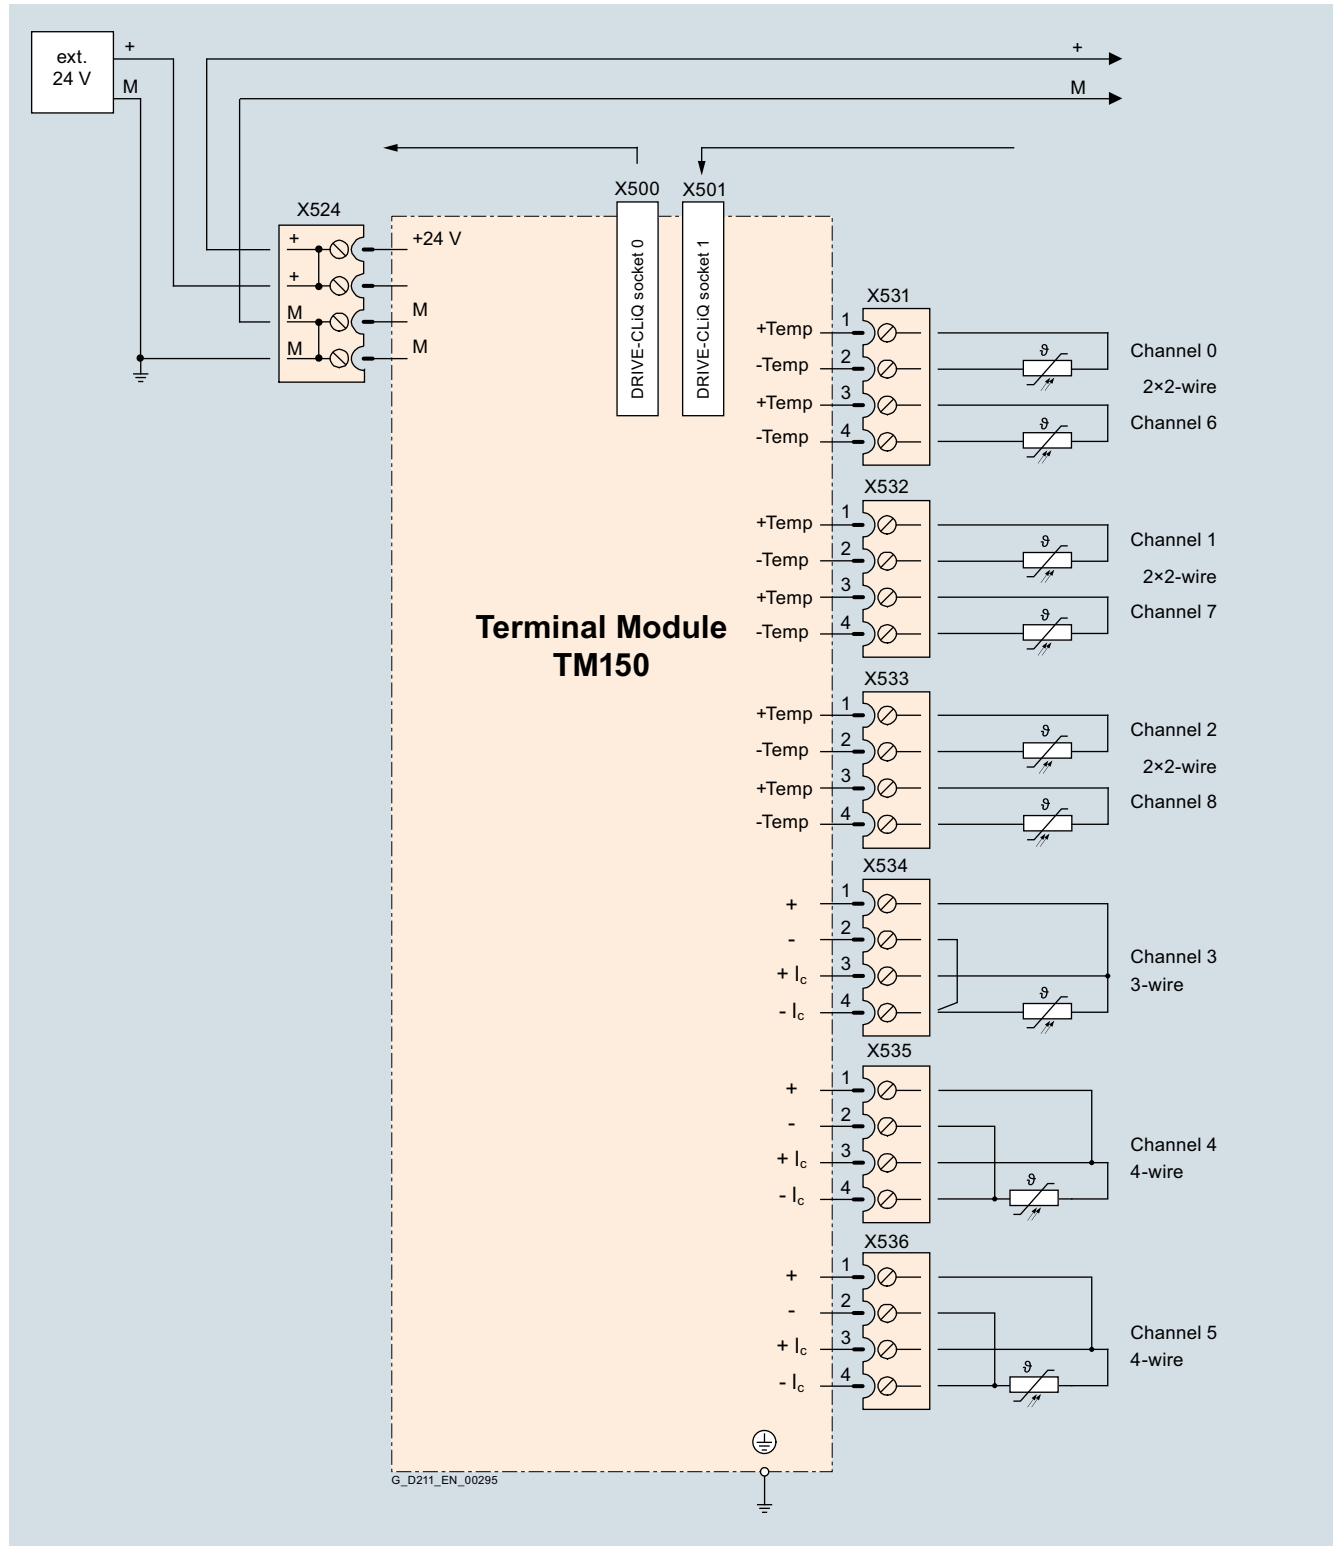 ext.
24 V
+
M
+
M
X500
X501
X524
+
+
M
M
+24 V
M
M
DRIVE-CLiQ socket 0
DRIVE-CLiQ socket 1
Terminal Module
TM150
X531
+Temp 1
-Temp 2
+Temp 3
-Temp 4
ϑ
ϑ
Channel 0
2×2-wire
Channel 6
X532
+Temp 1
-Temp 2
+Temp 3
-Temp 4
ϑ
ϑ
Channel 1
2×2-wire
Channel 7
X533
+Temp 1
-Temp 2
+Temp 3
-Temp 4
ϑ
ϑ
Channel 2
2×2-wire
Channel 8
X534
+ 1
- 2
+ Ic 3
- Ic 4
ϑ
Channel 3
3-wire
X535
+ 1
- 2
+ Ic 3
- Ic 4
ϑ
Channel 4
4-wire
X536
+ 1
- 2
+ Ic 3
- Ic 4
ϑ
Channel 5
4-wire
G_D211_EN_00295